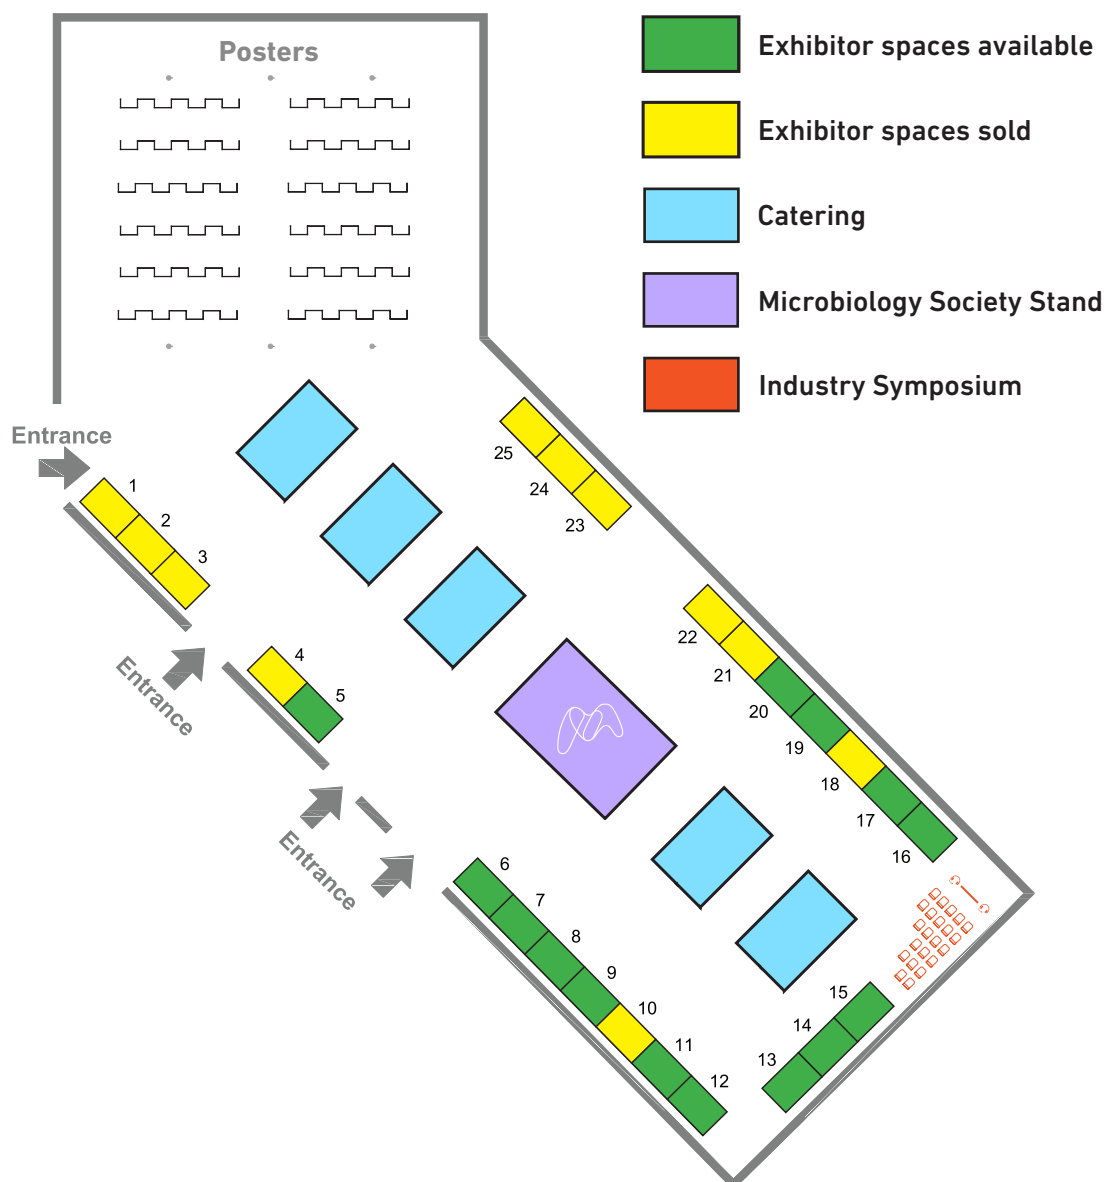 Posters
Exhibitor spaces available
Exhibitor spaces sold
Catering
Microbiology Society Stand
Industry Symposium
Entrance
1
2
3
25
24
23
Entrance
4
5
22
21
20
19
18
17
16
Entrance
6
7
8
9
10
11
12
15
14
13